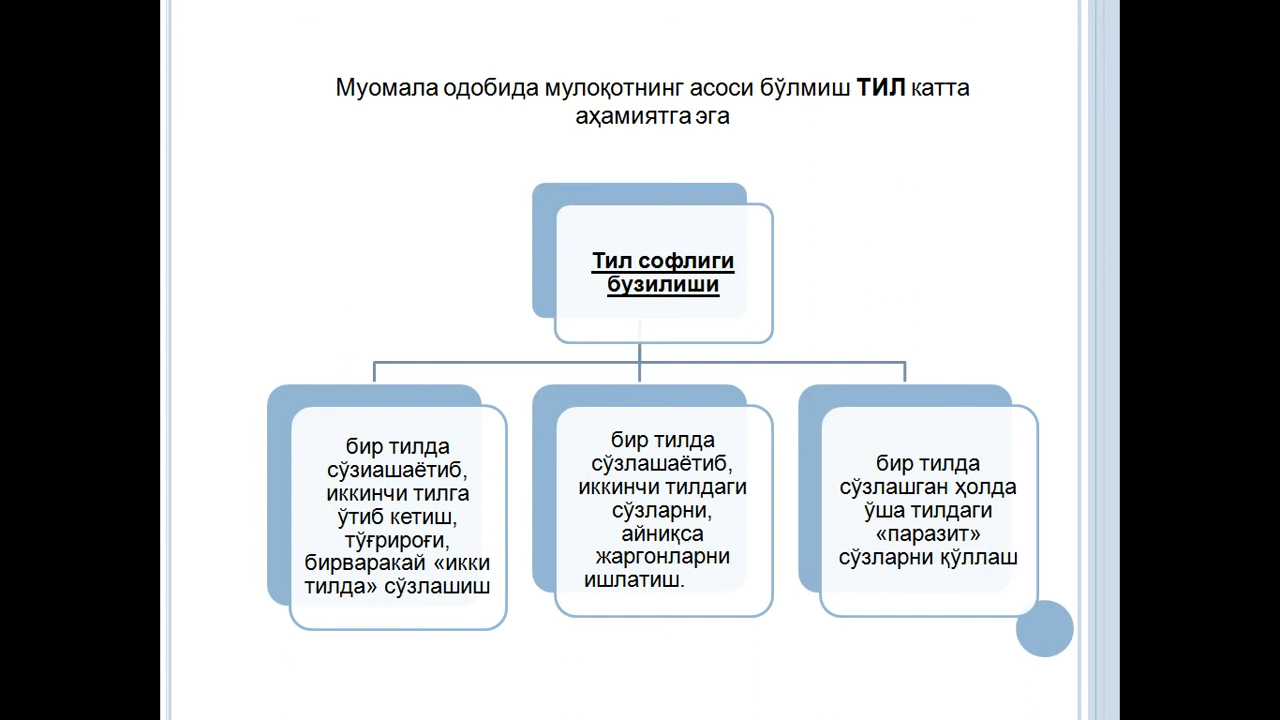 Муомала одобида мулоқотнинг асоси бўлмиш ТИЛ катта
аҳамиятга эга
Тил софлиги
бузилиши
бир тилда
сўзиашаётиб,
иккинчи тилга
ўтиб кетиш,
тўғрироғи,
бирваракай «икки
тилда» сўзлашиш
бир тилда
сўзлашаётиб,
иккинчи тилдаги
сўзларни,
айниқса
жаргонларни
ишлатиш.
бир тилда
сўзлашган ҳолда
ўша тилдаги
«паразит»
сўзларни қўллаш